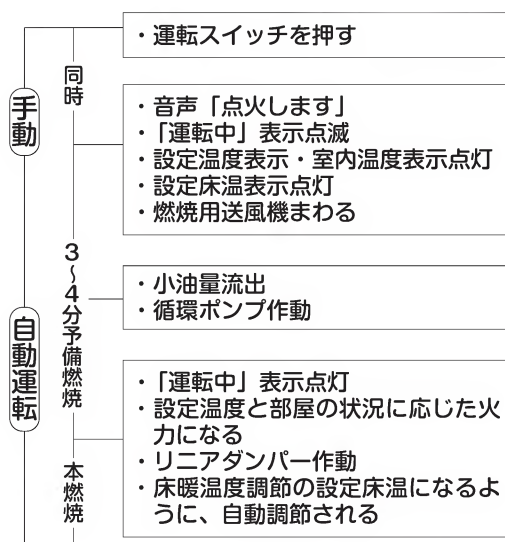 ・運転スイッチを押す
同時
手動
・音声「点火します」
・「運転中」表示点滅
・設定温度表示・室内温度表示点灯
・設定床温表示点灯
・燃焼用送風機まわる
3〜4分予備燃焼
・小油量流出
・循環ポンプ作動
自動運転
・「運転中」表示点灯
・設定温度と部屋の状況に応じた火
力になる
・リニアダンパー作動
・床暖温度調節の設定床温になるよ
うに、自動調節される
本燃焼